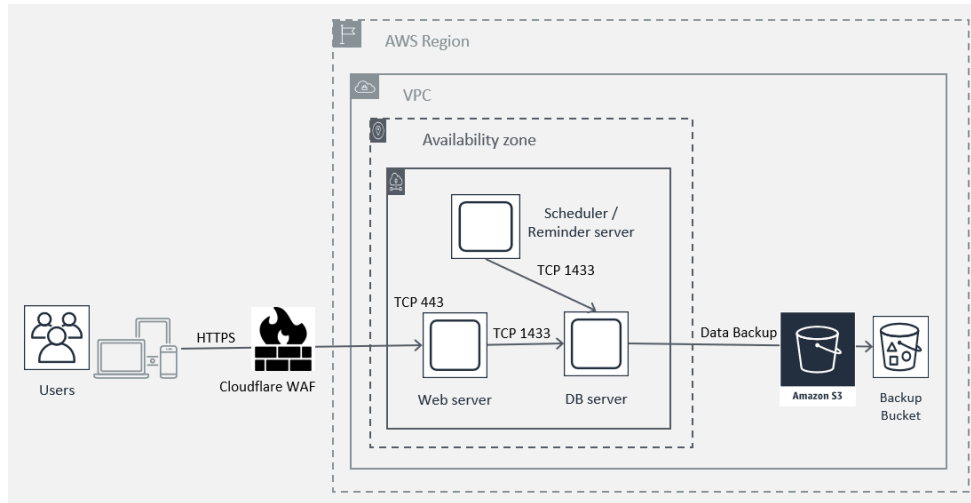 AWS Region
VPC
Availability zone
Scheduler /
Reminder server
TCP 1433
TCP 443
HTTPS
TCP 1433
Data Backup
Cloudflare WAF
Users
Web server
DB server
Amazon S3
Backup
Bucket